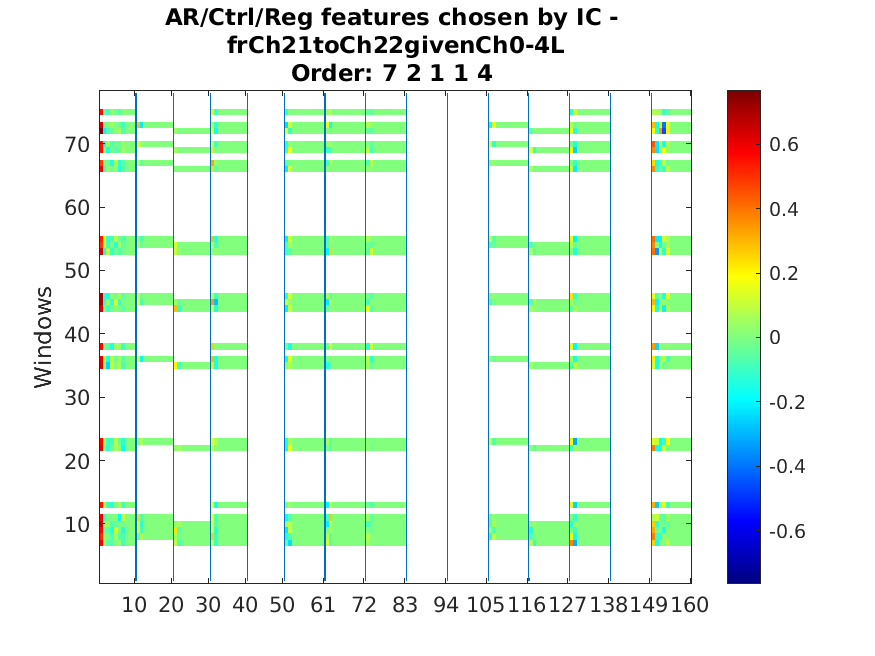 AR/Ctrl/Reg features chosen by IC -
frCh21toCh22givenCh0-4L
Order: 7 2 1 1 4
Windows
70
60
50
40
30
20
10
10 20 30 40 50 61 72 83 94 105 116 127 138 149 160
0.6
0.4
0.2
0
-0.2
-0.4
-0.6